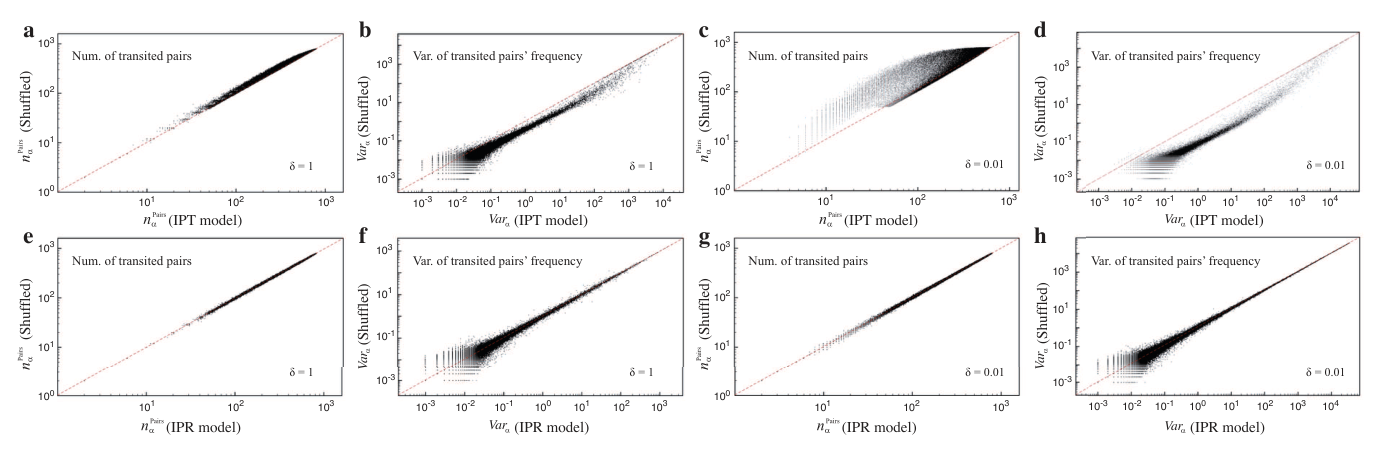 a
Num. of transited pairs
δ = 1
10³
10²
10¹
10⁰
10¹
10²
10³
n_α^Pairs (Shuffled)
n_α^Pairs (IPT model)
b
Var. of transited pairs' frequency
δ = 1
10³
10¹
10⁻¹
10⁻³
10⁻³
10⁻²
10⁻¹
10⁰
10¹
10²
10³
10⁴
Var_α (Shuffled)
Var_α (IPT model)
c
Num. of transited pairs
δ = 0.01
10³
10²
10¹
10⁰
10¹
10²
10³
n_α^Pairs (Shuffled)
n_α^Pairs (IPT model)
d
Var. of transited pairs' frequency
δ = 0.01
10³
10¹
10⁻¹
10⁻³
10⁻³
10⁻²
10⁻¹
10⁰
10¹
10²
10³
10⁴
Var_α (Shuffled)
Var_α (IPT model)
e
Num. of transited pairs
δ = 1
10³
10²
10¹
10⁰
10¹
10²
10³
n_α^Pairs (Shuffled)
n_α^Pairs (IPR model)
f
Var. of transited pairs' frequency
δ = 1
10³
10¹
10⁻¹
10⁻³
10⁻³
10⁻²
10⁻¹
10⁰
10¹
10²
10³
Var_α (Shuffled)
Var_α (IPR model)
g
Num. of transited pairs
δ = 0.01
10³
10²
10¹
10⁰
10¹
10²
10³
n_α^Pairs (Shuffled)
n_α^Pairs (IPR model)
h
Var. of transited pairs' frequency
δ = 0.01
10³
10¹
10⁻¹
10⁻³
10⁻³
10⁻²
10⁻¹
10⁰
10¹
10²
10³
10⁴
Var_α (Shuffled)
Var_α (IPR model)